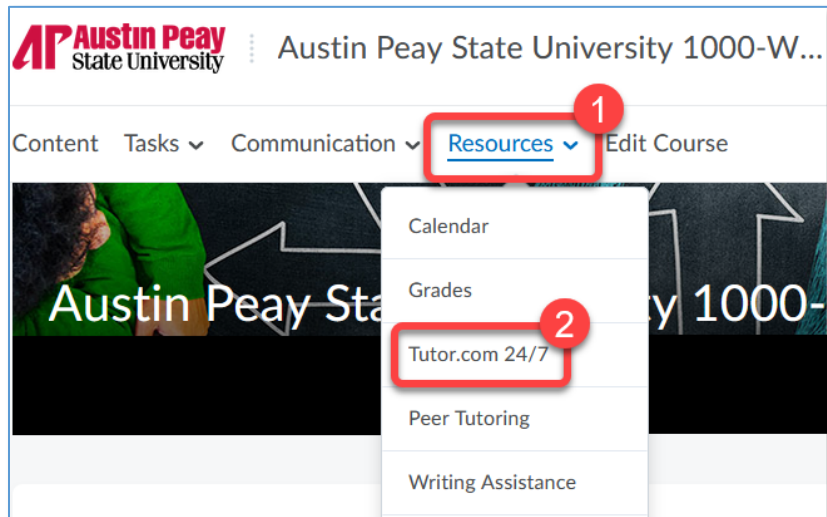 AP Austin Peay
State University
Austin Peay State University 1000-W...
Content Tasks Communication Resources Edit Course
1
Calendar
Austin Peay Sta ty 1000-
Grades
2
Tutor.com 24/7
Peer Tutoring
Writing Assistance